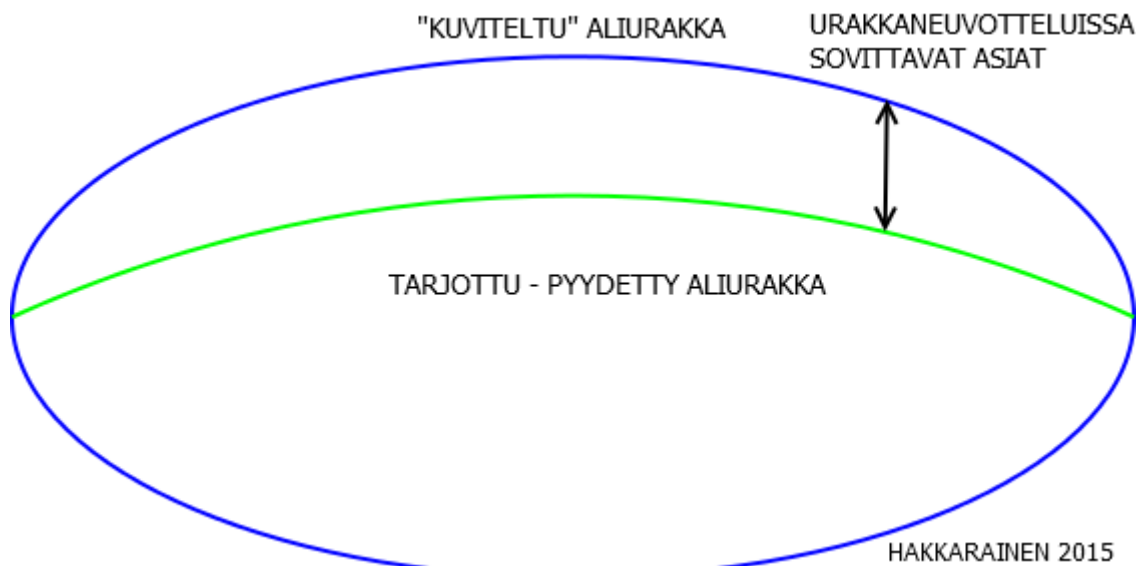 "KUVITELTU" ALIURAKKA
URAKKANEUVOTTELUISSA
SOVITTAVAT ASIAT
TARJOTTU - PYYDETTY ALIURAKKA
HAKKARAINEN 2015